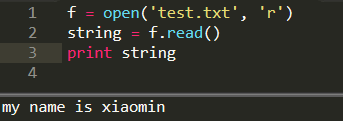 1 f = open('test.txt', 'r')
2 string = f.read()
3 print string
4
my name is xiaomin